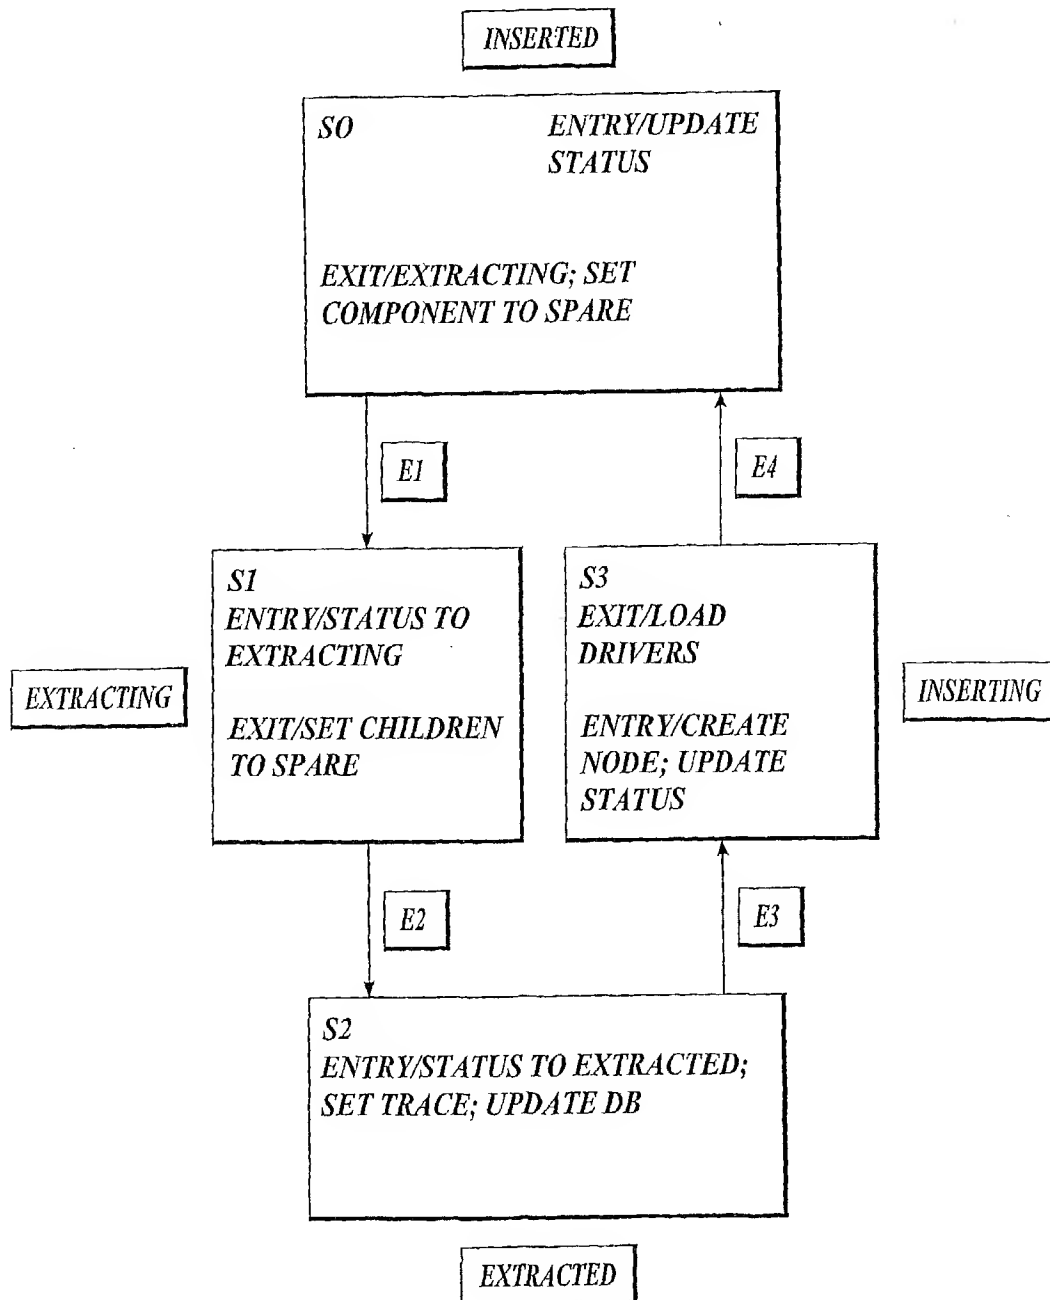 INSERTED
SO
ENTRY/UPDATE
STATUS
EXIT/EXTRACTING; SET
COMPONENT TO SPARE
E1
E4
S1
ENTRY/STATUS TO
EXTRACTING
EXIT/SET CHILDREN
TO SPARE
S3
EXIT/LOAD
DRIVERS
ENTRY/CREATE
NODE; UPDATE
STATUS
EXTRACTING
INSERTING
E2
E3
S2
ENTRY/STATUS TO EXTRACTED;
SET TRACE; UPDATE DB
EXTRACTED